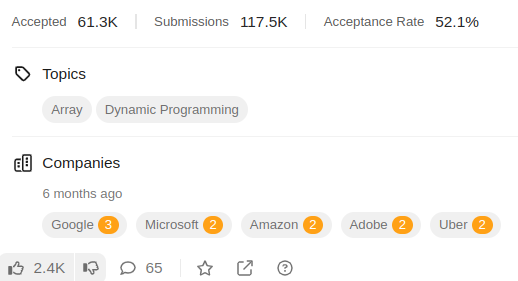 Accepted 61.3K Submissions 117.5K Acceptance Rate 52.1%
Topics
Array Dynamic Programming
Companies
6 months ago
Google 3 Microsoft 2 Amazon 2 Adobe 2 Uber 2
2.4K 65